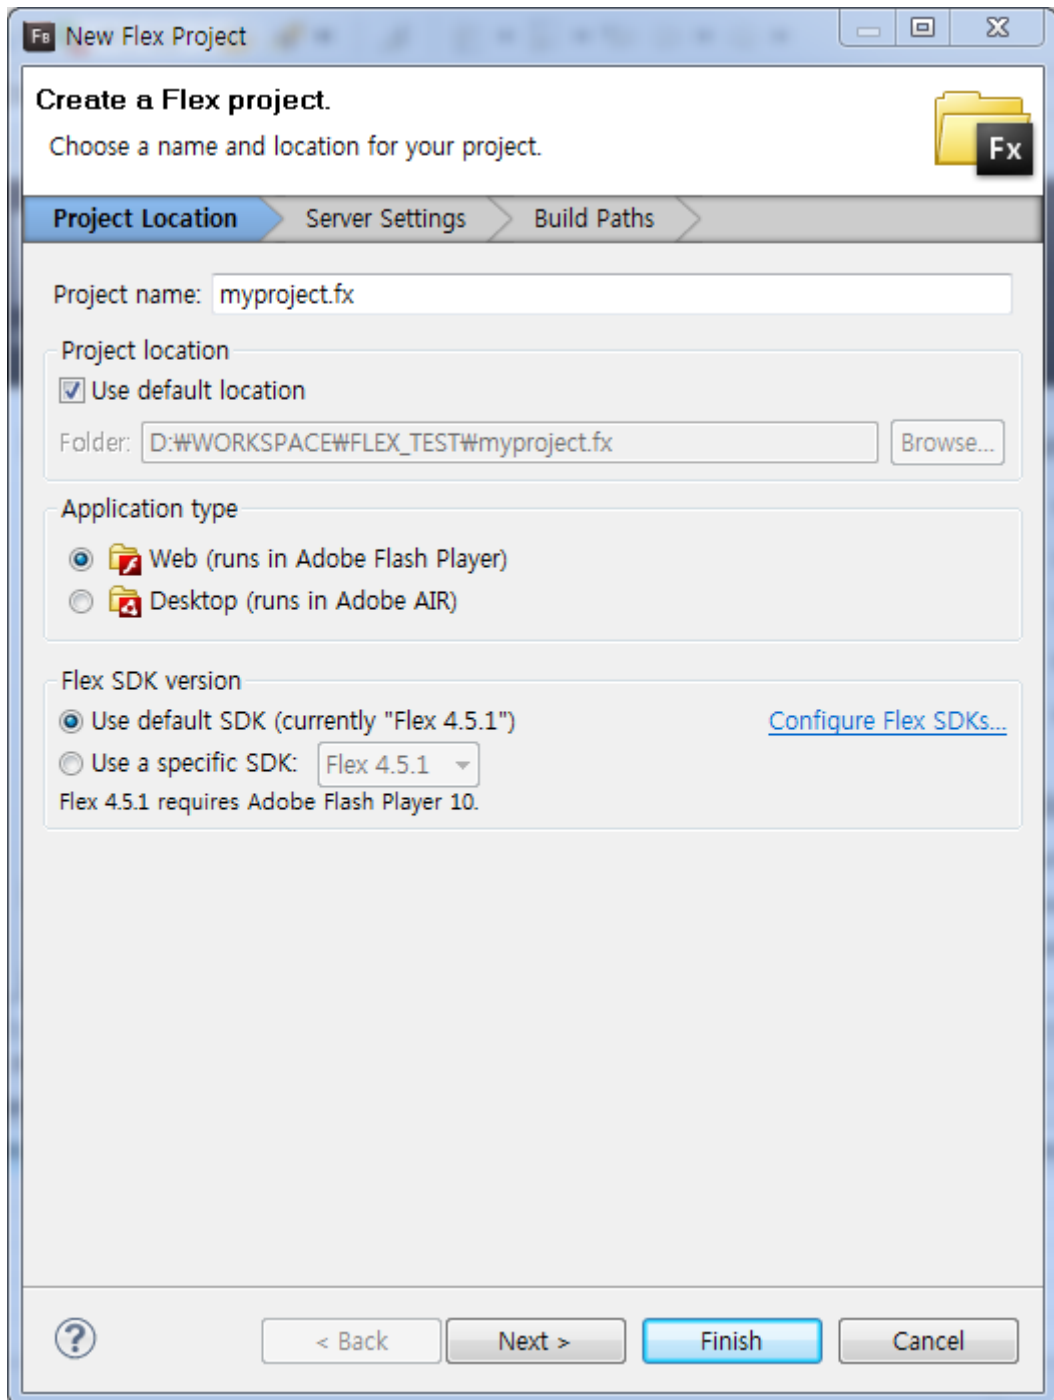 FB New Flex Project
Create a Flex project.
Choose a name and location for your project.
Fx
Project Location Server Settings Build Paths
Project name: myproject.fx
Project location
Use default location
Folder: D:₩WORKSPACE₩FLEX_TEST₩myproject.fx Browse...
Application type
Web (runs in Adobe Flash Player)
Desktop (runs in Adobe AIR)
Flex SDK version
Use default SDK (currently "Flex 4.5.1") Configure Flex SDKs...
Use a specific SDK: Flex 4.5.1
Flex 4.5.1 requires Adobe Flash Player 10.
? < Back Next > Finish Cancel